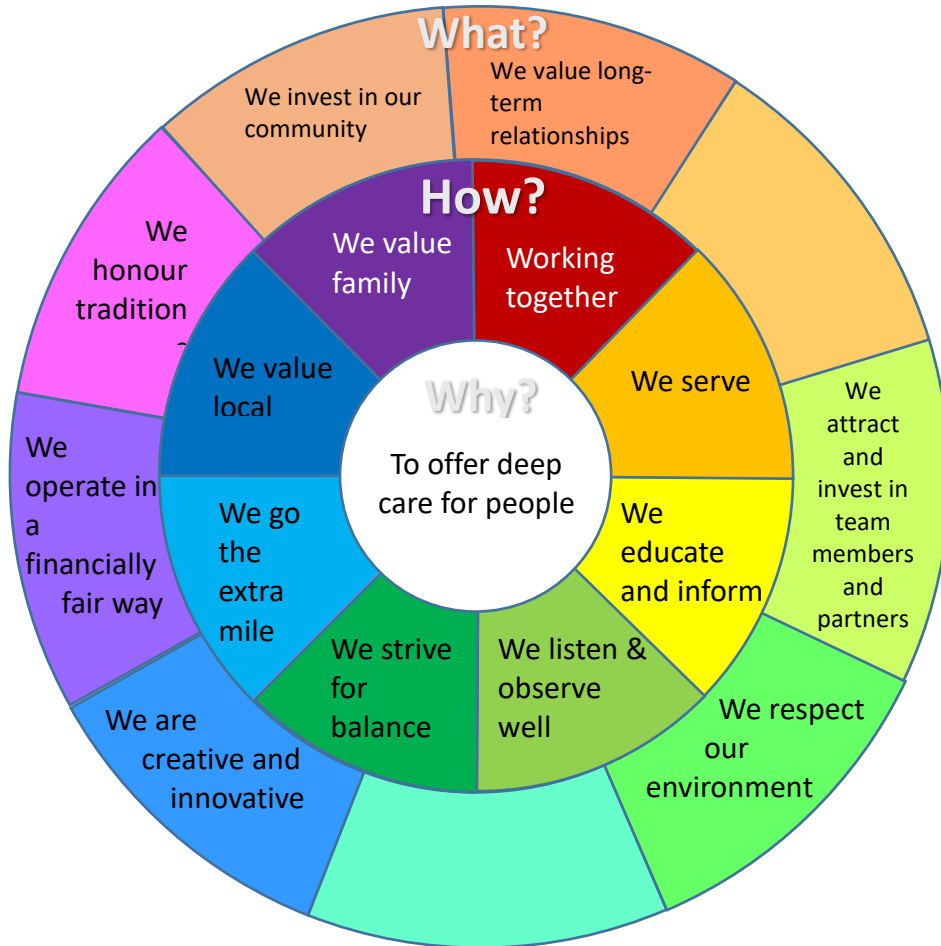 What?
We value long-
term
relationships
We attract
and
invest in
team
members
and
partners
We respect
our
environment
We are
creative and
innovative
We
operate in
a
financially
fair way
We
honour
tradition
We invest in our
community
How?
Working
together
We serve
We
educate
and inform
We listen &
observe
well
We strive
for
balance
We go
the
extra
mile
We value
local
We value
family
Why?
To offer deep
care for people